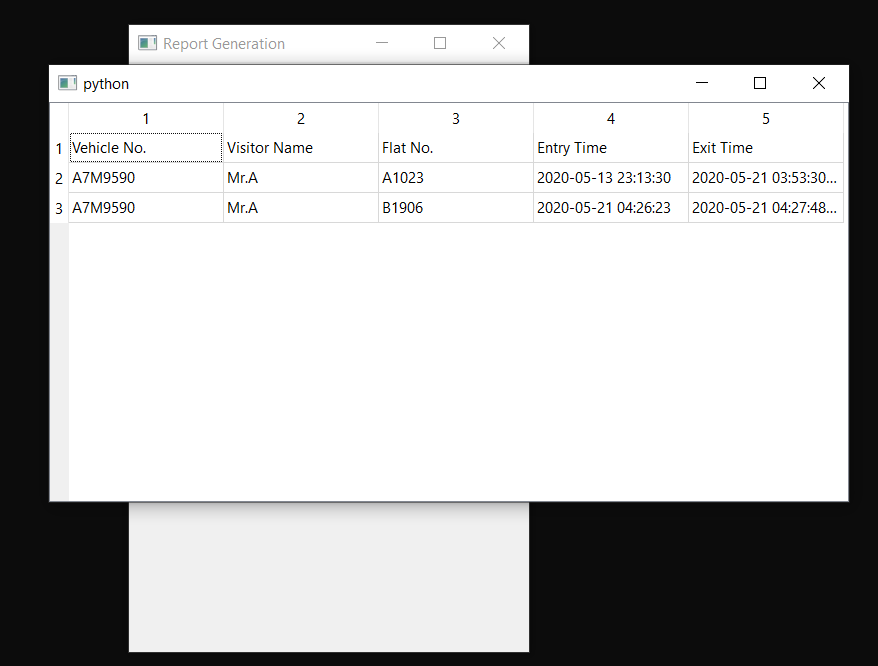 Report Generation
python
1 2 3 4 5
1 Vehicle No. Visitor Name Flat No. Entry Time Exit Time
2 A7M9590 Mr.A A1023 2020-05-13 23:13:30 2020-05-21 03:53:30...
3 A7M9590 Mr.A B1906 2020-05-21 04:26:23 2020-05-21 04:27:48...